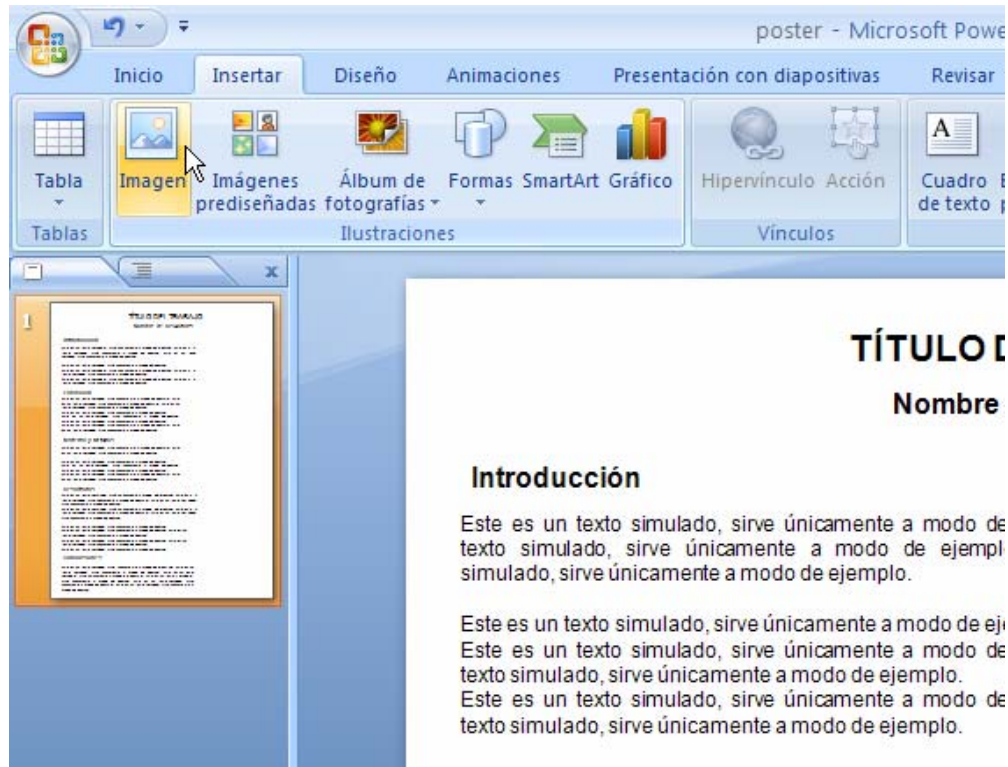 poster - Microsoft Powe
Inicio Insertar Diseño Animaciones Presentación con diapositivas Revisar
Tabla Imagen Imágenes prediseñadas Álbum de fotografías Formas SmartArt Gráfico Hipervínculo Acción Cuadro de texto
Tablas Ilustraciones Vínculos
1
TÍTULO D
Nombre
Introducción
Este es un texto simulado, sirve únicamente a modo de
texto simulado, sirve únicamente a modo de ejempl
simulado, sirve únicamente a modo de ejemplo.
Este es un texto simulado, sirve únicamente a modo de eje
Este es un texto simulado, sirve únicamente a modo de
texto simulado, sirve únicamente a modo de ejemplo.
Este es un texto simulado, sirve únicamente a modo de
texto simulado, sirve únicamente a modo de ejemplo.